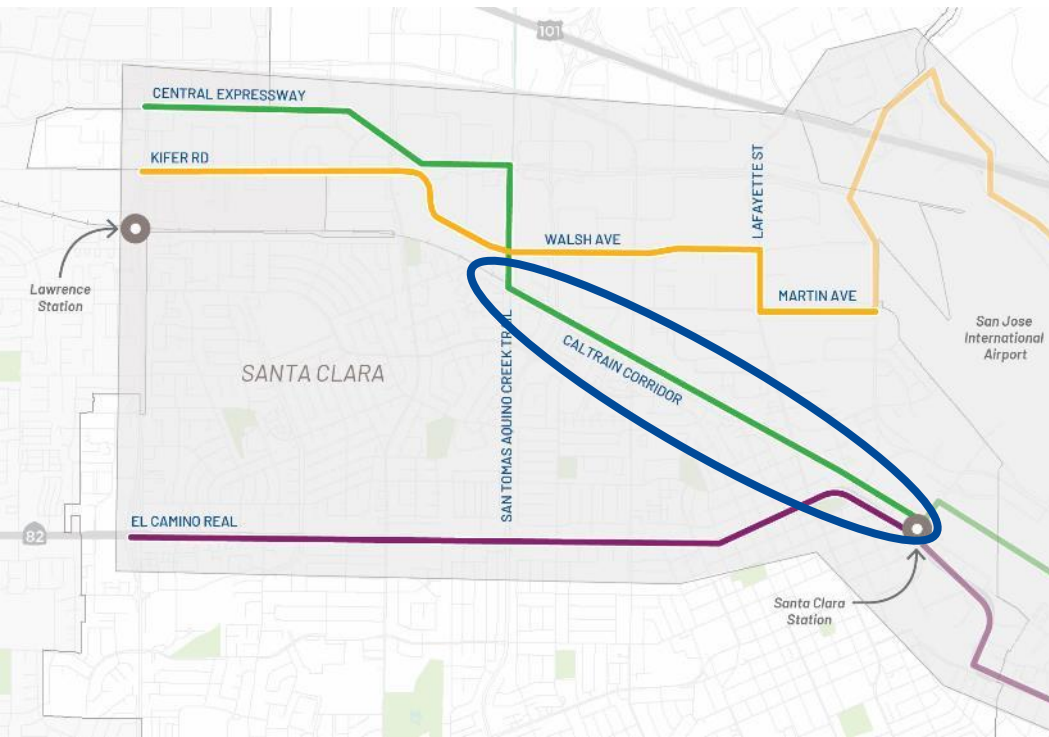 101
CENTRAL EXPRESSWAY
KIFER RD
LAFAYETTE ST
WALSH AVE
Lawrence
Station
MARTIN AVE
San Jose
International
Airport
SANTA CLARA
CALTRAIN CORRIDOR
SAN TOMAS AQUINO CREEK TRAIL
EL CAMINO REAL
82
Santa Clara
Station